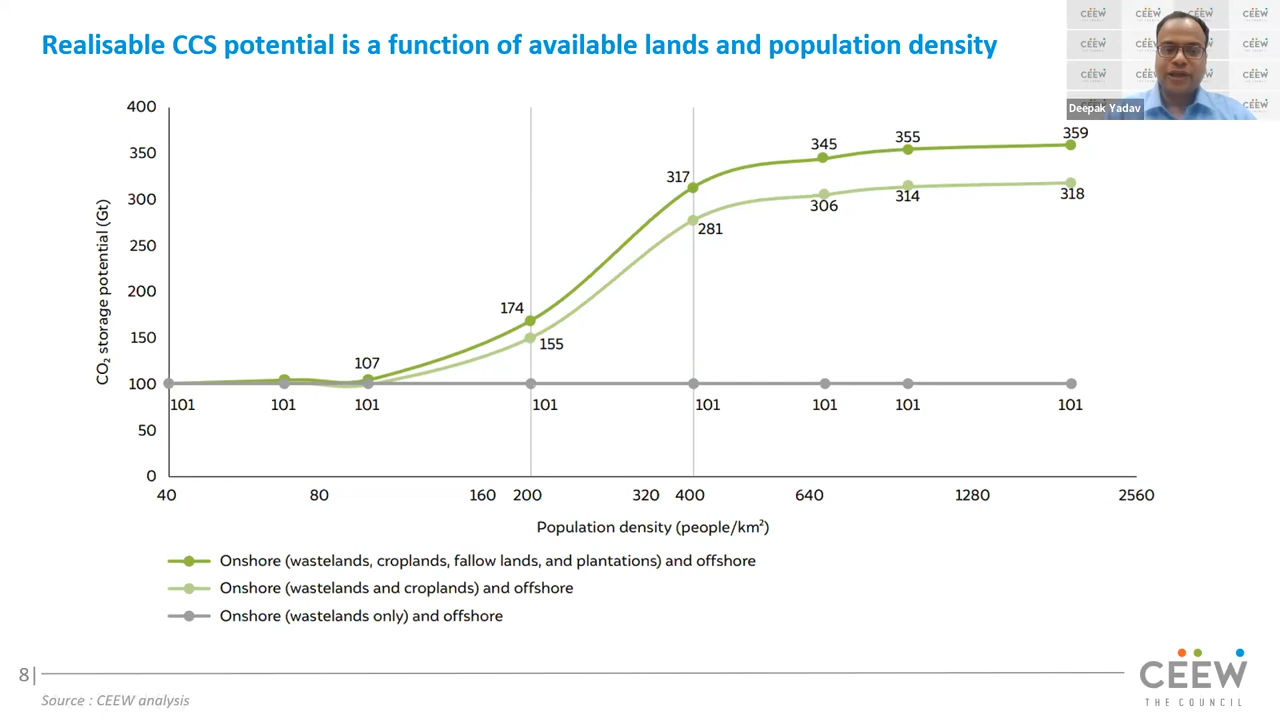 Realisable CCS potential is a function of available lands and population density
CEEW CEEW CEEW CEEW
Deepak Yadav
CO₂ storage potential (Gt)
400
350
300
250
200
150
100
50
0
359
355
345
317
318
314
306
281
174
155
107
101 101 101 101 101 101 101 101
40 80 160 200 320 400 640 1280 2560
Population density (people/km²)
Onshore (wastelands, croplands, fallow lands, and plantations) and offshore
Onshore (wastelands and croplands) and offshore
Onshore (wastelands only) and offshore
8|
Source : CEEW analysis
CEEW
THE COUNCIL